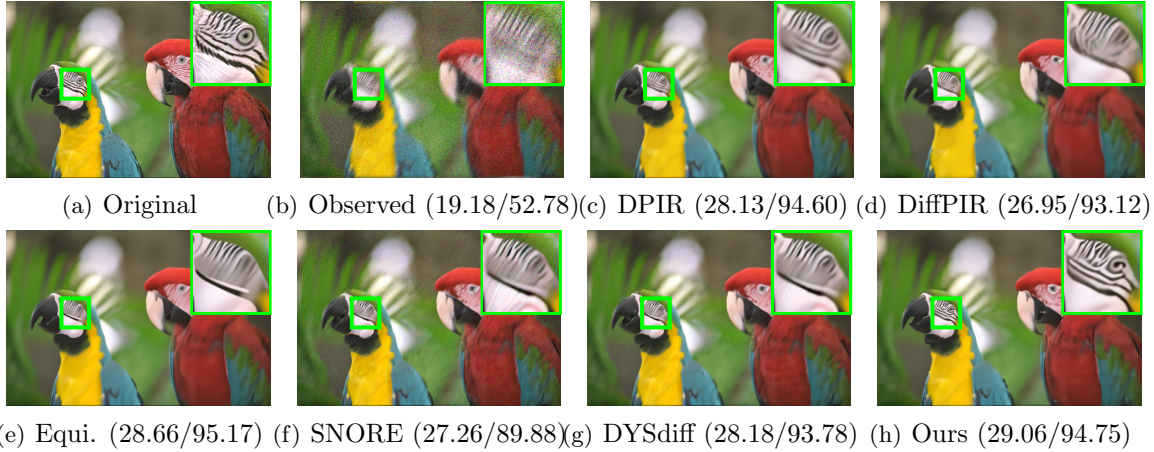 (a) Original (b) Observed (19.18/52.78) (c) DPIR (28.13/94.60) (d) DiffPIR (26.95/93.12)
(e) Equi. (28.66/95.17) (f) SNORE (27.26/89.88) (g) DYSdiff (28.18/93.78) (h) Ours (29.06/94.75)